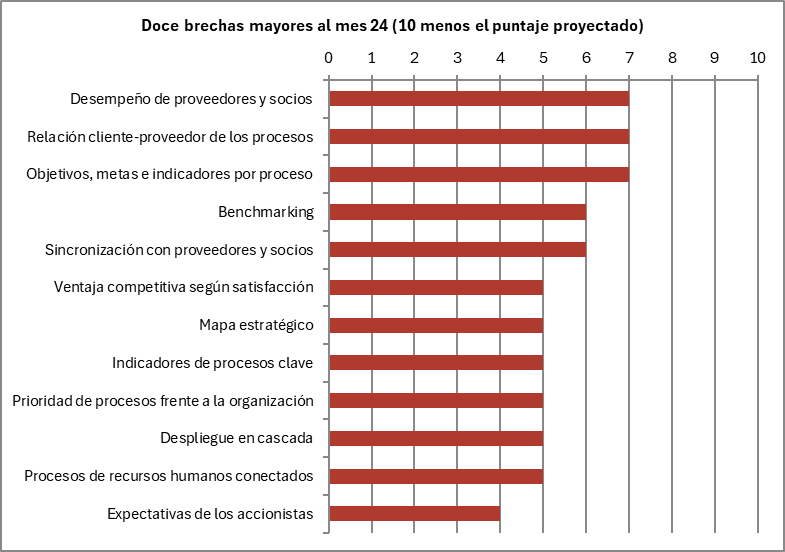 Doce brechas mayores al mes 24 (10 menos el puntaje proyectado)
0 1 2 3 4 5 6 7 8 9 10
Desempeño de proveedores y socios
Relación cliente-proveedor de los procesos
Objetivos, metas e indicadores por proceso
Benchmarking
Sincronización con proveedores y socios
Ventaja competitiva según satisfacción
Mapa estratégico
Indicadores de procesos clave
Prioridad de procesos frente a la organización
Despliegue en cascada
Procesos de recursos humanos conectados
Expectativas de los accionistas